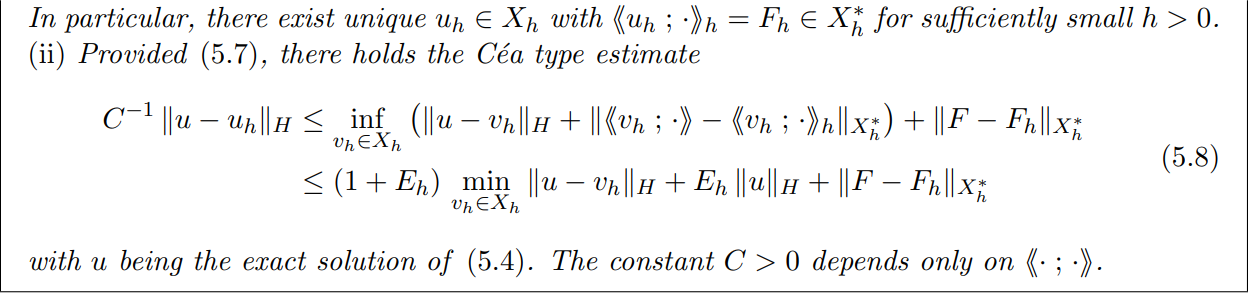 In particular, there exist unique u_h ∈ X_h with ⟪u_h ; ·⟫_h = F_h ∈ X_h^* for sufficiently small h > 0.
(ii) Provided (5.7), there holds the Céa type estimate
C^{-1} ‖u − u_h‖_H ≤ inf_{v_h∈X_h} (‖u − v_h‖_H + ‖⟪v_h ; ·⟫ − ⟪v_h ; ·⟫_h‖_{X_h^*}) + ‖F − F_h‖_{X_h^*}
(5.8)
≤ (1 + E_h) min_{v_h∈X_h} ‖u − v_h‖_H + E_h ‖u‖_H + ‖F − F_h‖_{X_h^*}
with u being the exact solution of (5.4). The constant C > 0 depends only on ⟪· ; ·⟫.